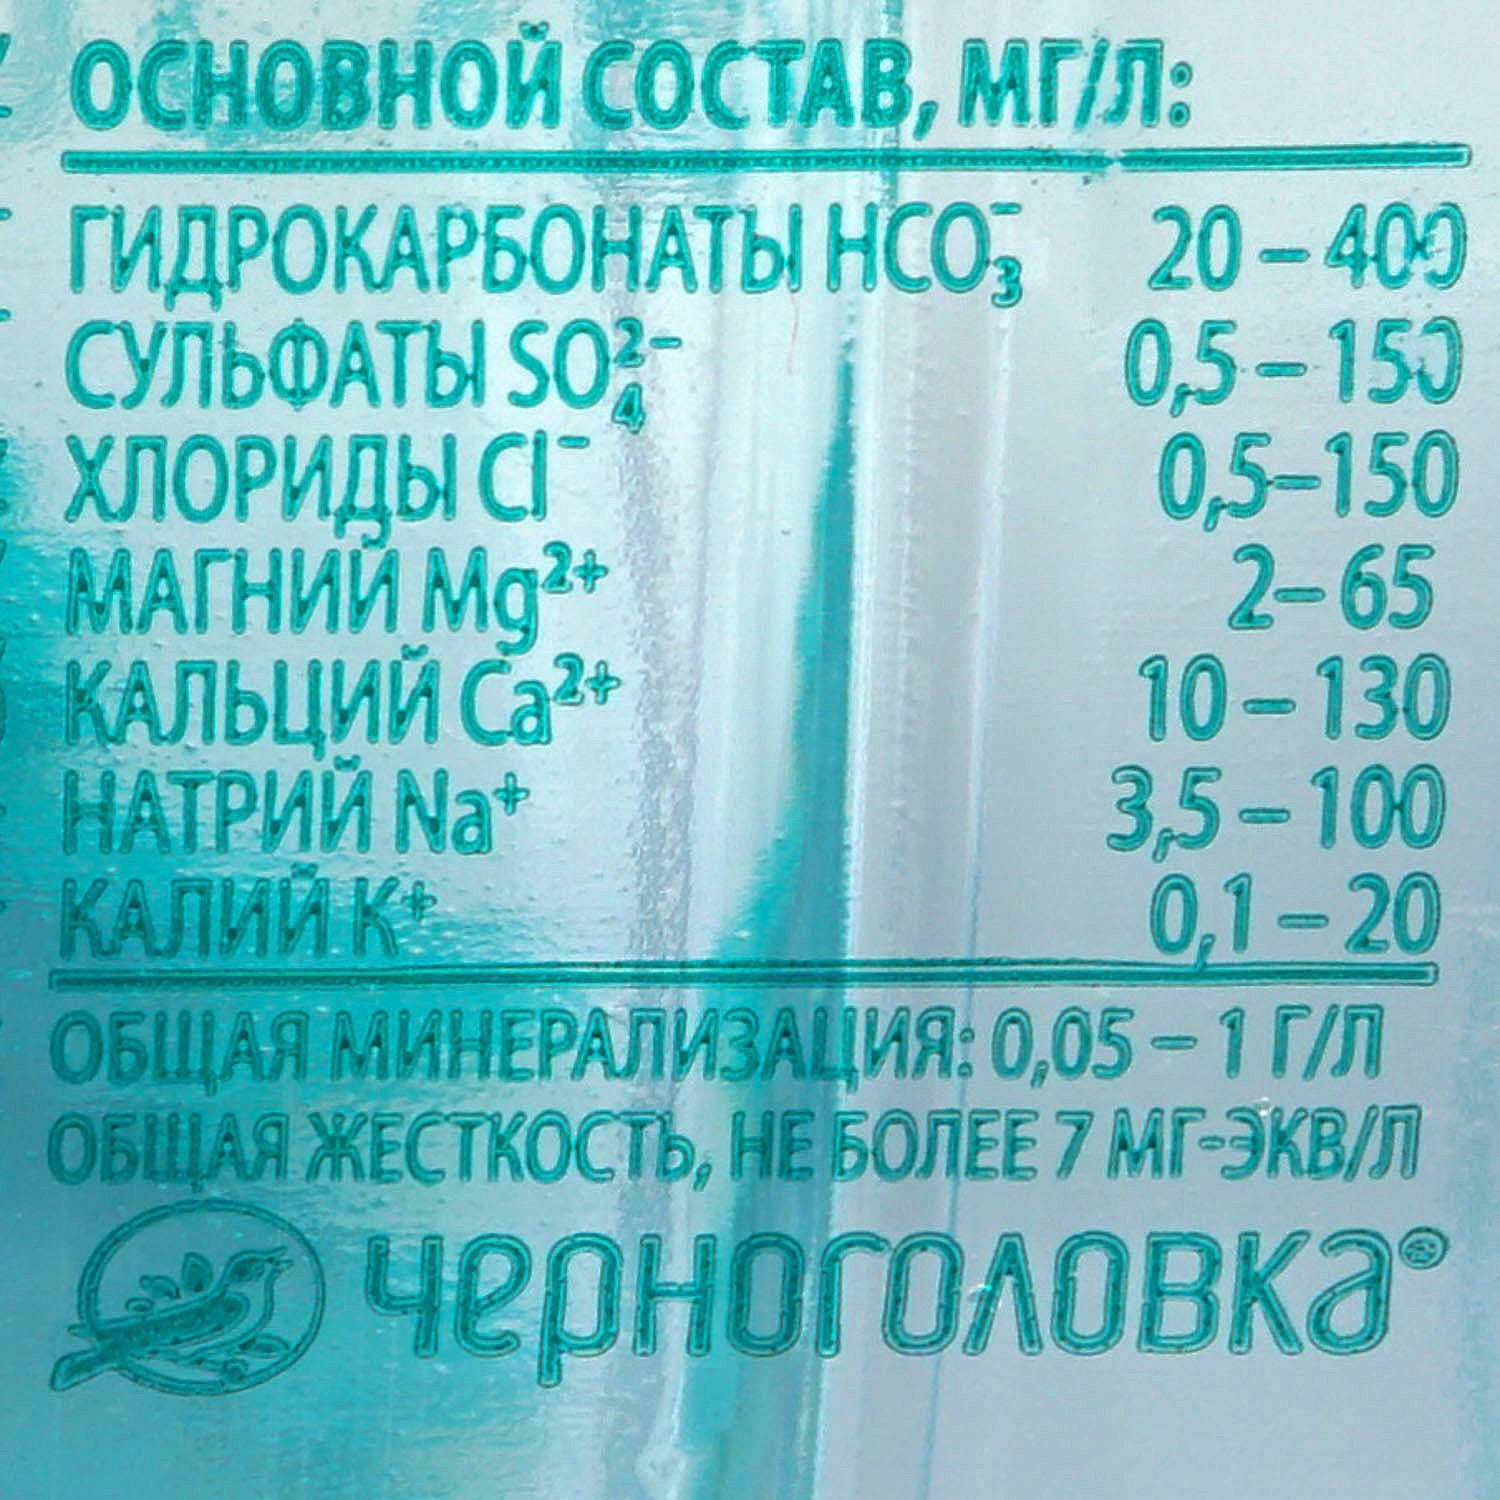 ОСНОВНОЙ СОСТАВ, МГ/Л:
ГИДРОКАРБОНАТЫ HCO₃⁻ 20 – 400
СУЛЬФАТЫ SO₄²⁻ 0,5 – 150
ХЛОРИДЫ Cl⁻ 0,5–150
МАГНИЙ Mg²⁺ 2– 65
КАЛЬЦИЙ Ca²⁺ 10 – 130
НАТРИЙ Na⁺ 3,5 – 100
КАЛИЙ K⁺ 0,1 – 20
ОБЩАЯ МИНЕРАЛИЗАЦИЯ: 0,05 – 1 Г/Л
ОБЩАЯ ЖЕСТКОСТЬ, НЕ БОЛЕЕ 7 МГ-ЭКВ/Л
черноголовка®